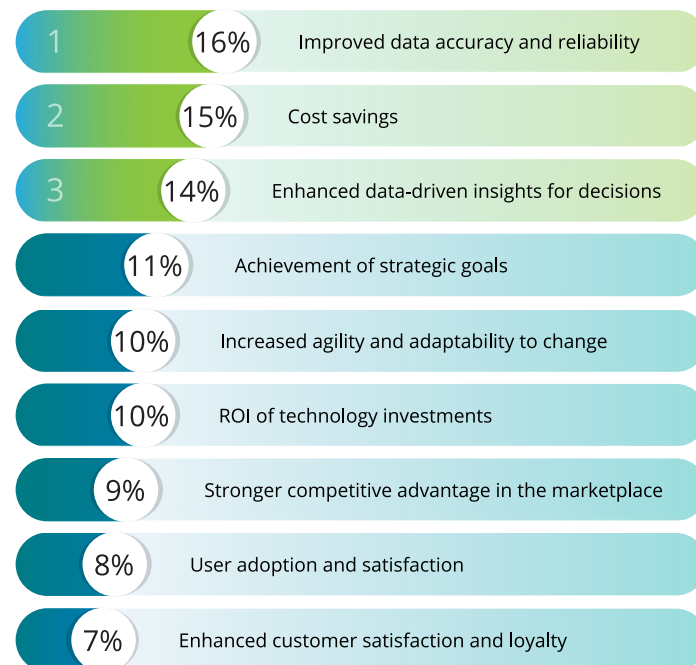 1 16% Improved data accuracy and reliability
2 15% Cost savings
3 14% Enhanced data-driven insights for decisions
11% Achievement of strategic goals
10% Increased agility and adaptability to change
10% ROI of technology investments
9% Stronger competitive advantage in the marketplace
8% User adoption and satisfaction
7% Enhanced customer satisfaction and loyalty